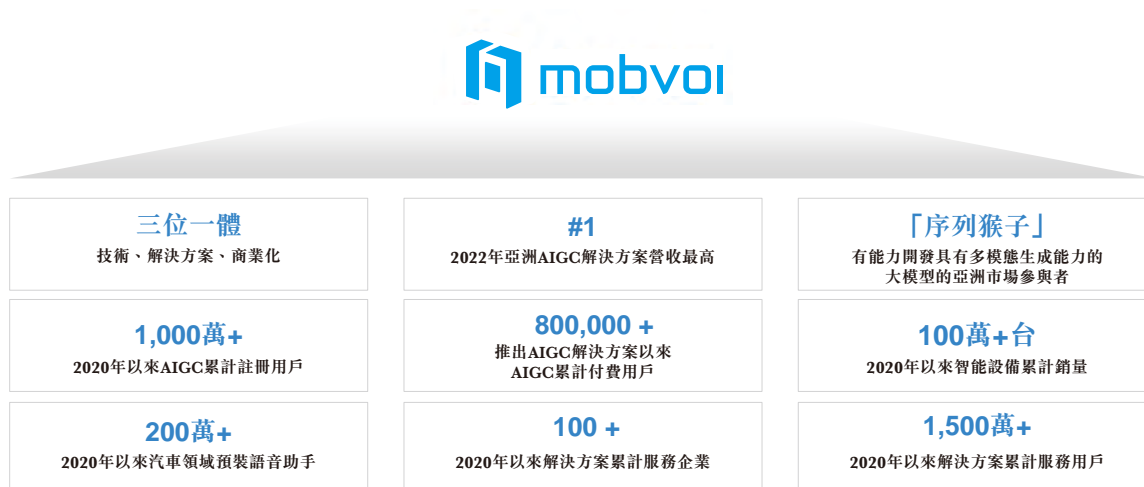 mobvoi
三位一體
技術、解決方案、商業化
#1
2022年亞洲AIGC解決方案營收最高
「序列猴子」
有能力開發具有多模態生成能力的
大模型的亞洲市場參與者
1,000萬+
2020年以來AIGC累計註冊用戶
800,000 +
推出AIGC解決方案以來
AIGC累計付費用戶
100萬+台
2020年以來智能設備累計銷量
200萬+
2020年以來汽車領域預裝語音助手
100 +
2020年以來解決方案累計服務企業
1,500萬+
2020年以來解決方案累計服務用戶